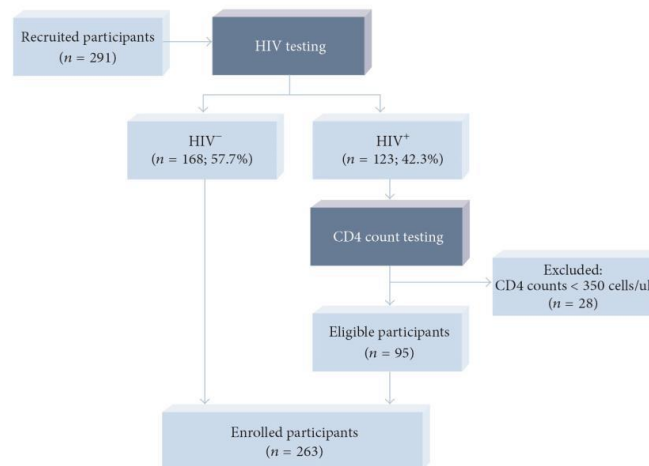 Recruited participants
(n = 291)
HIV testing
HIV⁻
(n = 168; 57.7%)
HIV⁺
(n = 123; 42.3%)
CD4 count testing
Excluded:
CD4 counts < 350 cells/ul
(n = 28)
Eligible participants
(n = 95)
Enrolled participants
(n = 263)